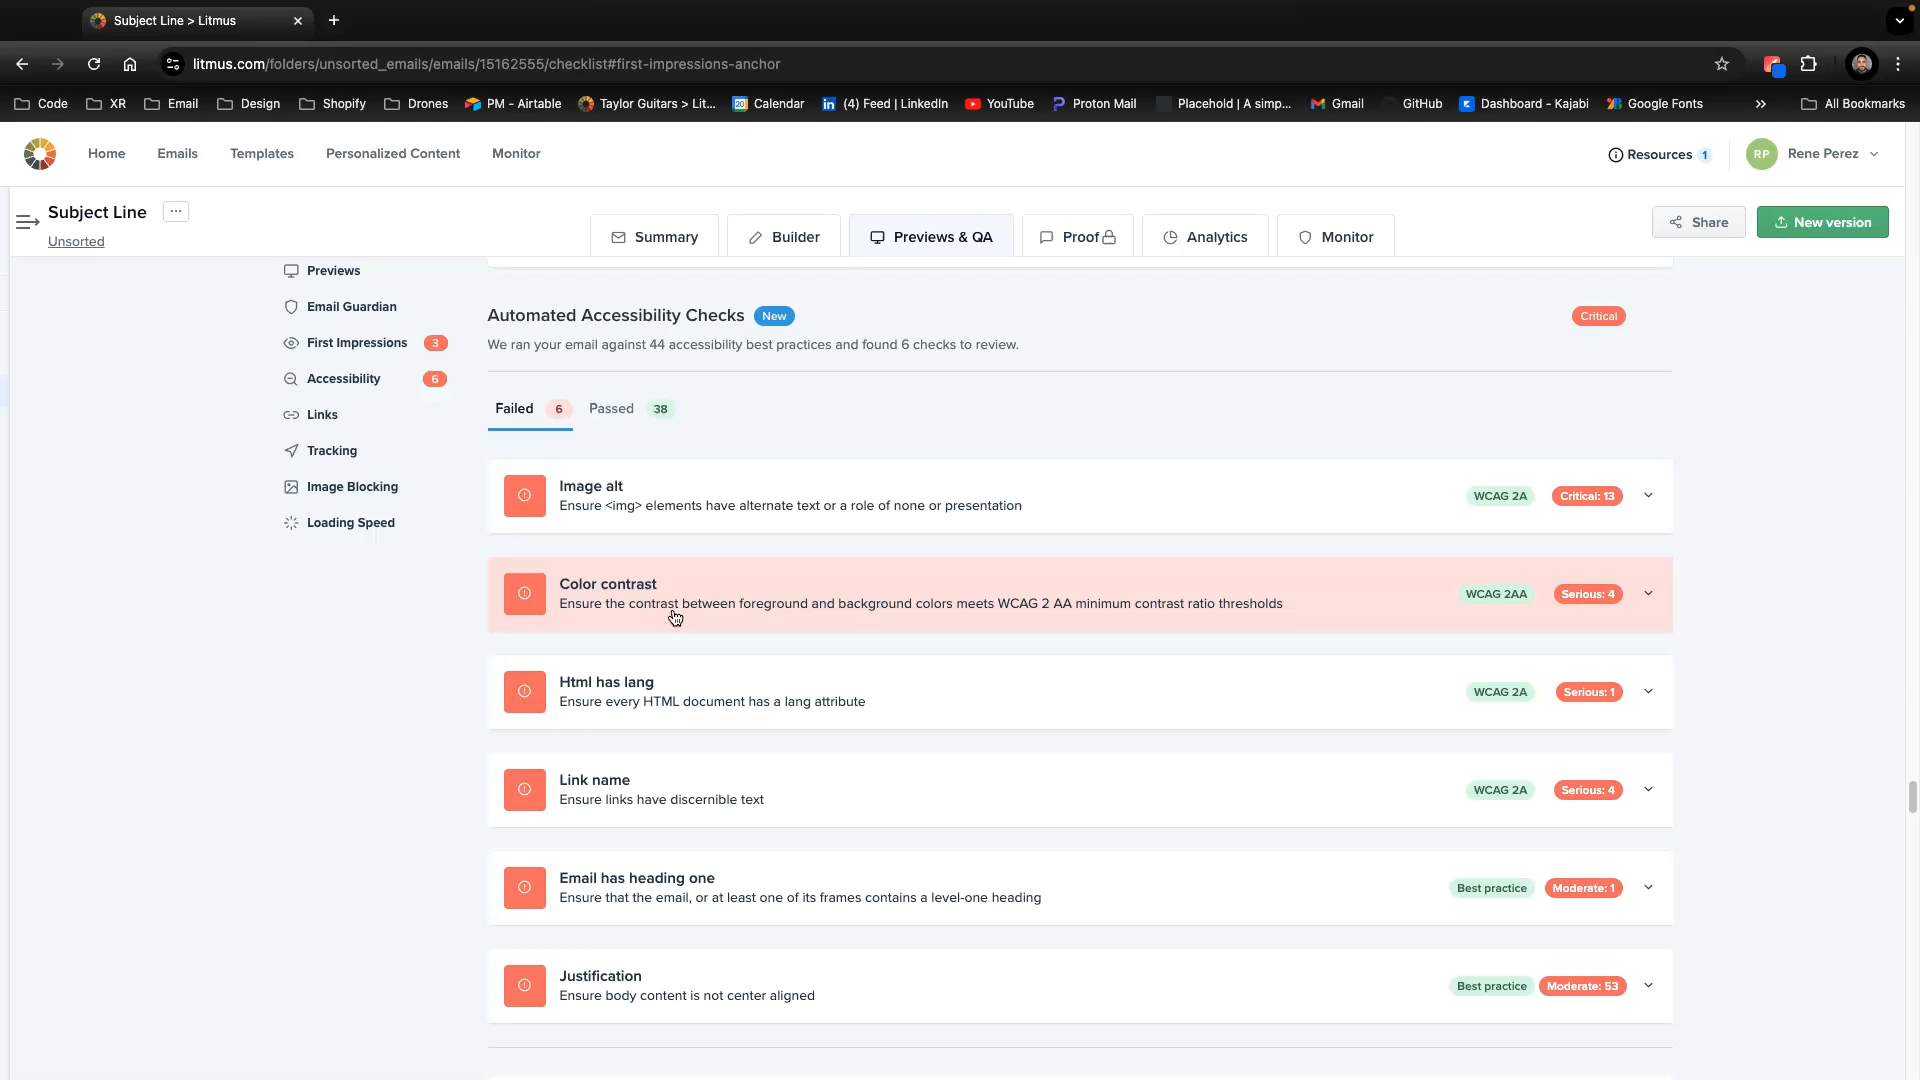 Subject Line > Litmus
litmus.com/folders/unsorted_emails/emails/15162555/checklist#first-impressions-anchor
Code XR Email Design Shopify Drones PM - Airtable Taylor Guitars > Lit... 20 Calendar in (4) Feed | LinkedIn YouTube Proton Mail Placehold | A simp... Gmail GitHub Dashboard - Kajabi Google Fonts » All Bookmarks
Home Emails Templates Personalized Content Monitor Resources 1 RP Rene Perez
Subject Line ...
Unsorted
Summary Builder Previews & QA Proof Analytics Monitor Share New version
Previews
Email Guardian
First Impressions 3
Accessibility 6
Links
Tracking
Image Blocking
Loading Speed
Automated Accessibility Checks New Critical
We ran your email against 44 accessibility best practices and found 6 checks to review.
Failed 6 Passed 38
Image alt
Ensure <img> elements have alternate text or a role of none or presentation
WCAG 2A Critical: 13
Color contrast
Ensure the contrast between foreground and background colors meets WCAG 2 AA minimum contrast ratio thresholds
WCAG 2AA Serious: 4
Html has lang
Ensure every HTML document has a lang attribute
WCAG 2A Serious: 1
Link name
Ensure links have discernible text
WCAG 2A Serious: 4
Email has heading one
Ensure that the email, or at least one of its frames contains a level-one heading
Best practice Moderate: 1
Justification
Ensure body content is not center aligned
Best practice Moderate: 53